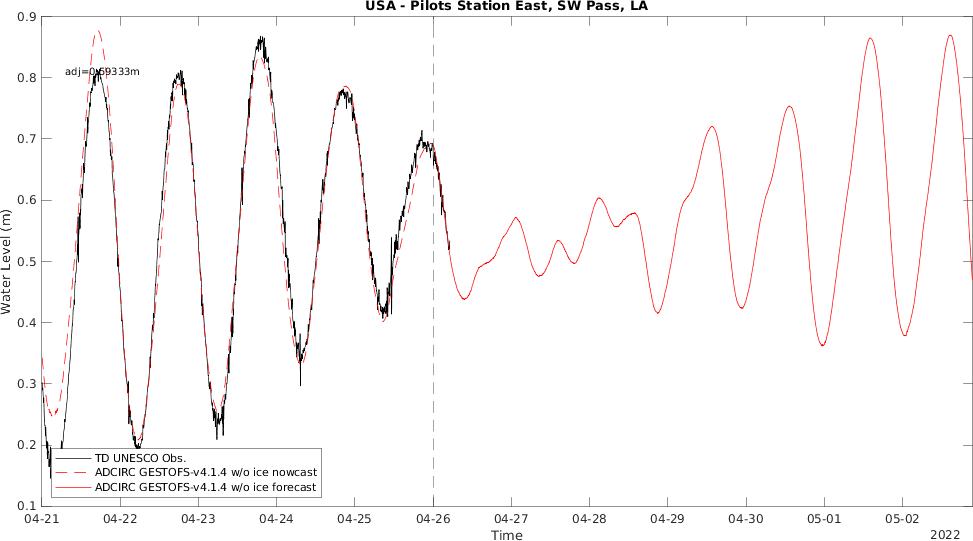 USA - Pilots Station East, SW Pass, LA
0.9
0.8
0.7
0.6
0.5
0.4
0.3
0.2
0.1
Water Level (m)
TD UNESCO Obs.
ADCIRC GESTOFS-v4.1.4 w/o ice nowcast
ADCIRC GESTOFS-v4.1.4 w/o ice forecast
04-21 04-22 04-23 04-24 04-25 04-26 04-27 04-28 04-29 04-30 05-01 05-02
Time
2022